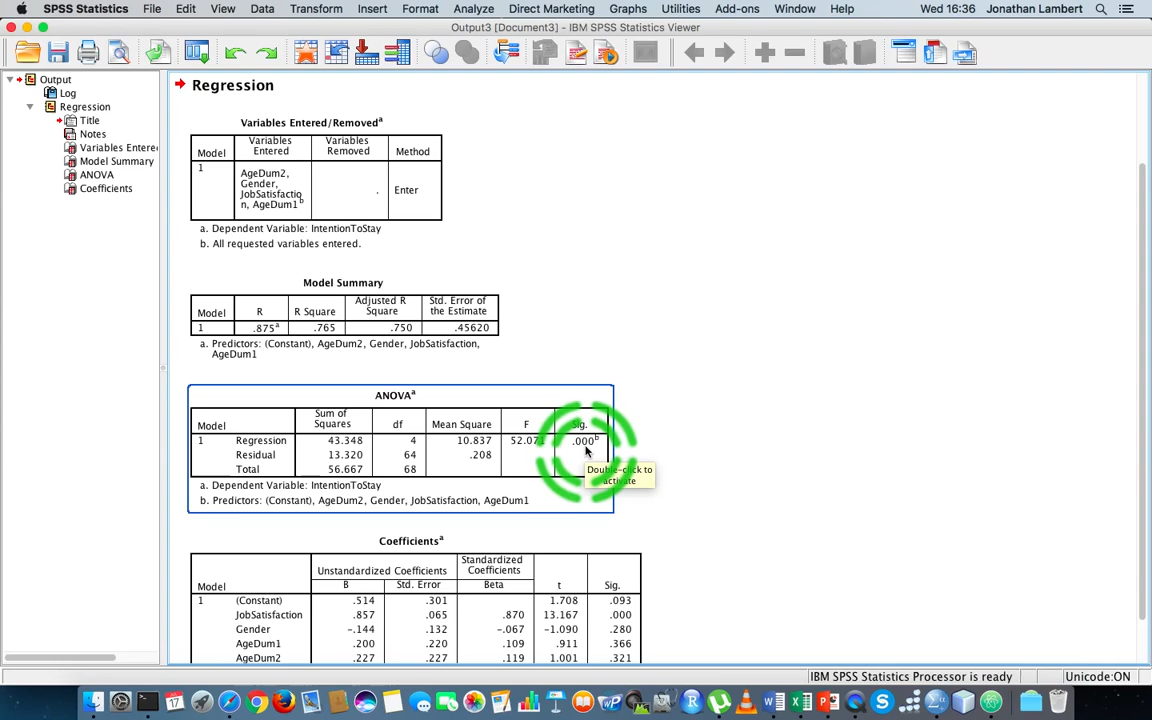 SPSS Statistics File Edit View Data Transform Insert Format Analyze Direct Marketing Graphs Utilities Add-ons Window Help Wed 16:36 Jonathan Lambert
Output3 [Document3] - IBM SPSS Statistics Viewer
Output
Log
Regression
Title
Notes
Variables Entere
Model Summary
ANOVA
Coefficients
Regression
Variables Entered/Removedª
Model Variables Entered Variables Removed Method
1 AgeDum2, . Enter
Gender,
JobSatisfactio
n, AgeDum1ᵇ
a. Dependent Variable: IntentionToStay
b. All requested variables entered.
Model Summary
Model R R Square Adjusted R Square Std. Error of the Estimate
1 .875ª .765 .750 .45620
a. Predictors: (Constant), AgeDum2, Gender, JobSatisfaction,
AgeDum1
ANOVAª
Model Sum of Squares df Mean Square F Sig.
1 Regression 43.348 4 10.837 52.071 .000ᵇ
Residual 13.320 64 .208
Total 56.667 68
a. Dependent Variable: IntentionToStay
b. Predictors: (Constant), AgeDum2, Gender, JobSatisfaction, AgeDum1
Double-click to
activate
Coefficientsª
Unstandardized Coefficients Standardized Coefficients
Model B Std. Error Beta t Sig.
1 (Constant) .514 .301 1.708 .093
JobSatisfaction .857 .065 .870 13.167 .000
Gender -.144 .132 -.067 -1.090 .280
AgeDum1 .200 .220 .109 .911 .366
AgeDum2 .227 .227 .119 1.001 .321
IBM SPSS Statistics Processor is ready Unicode:ON